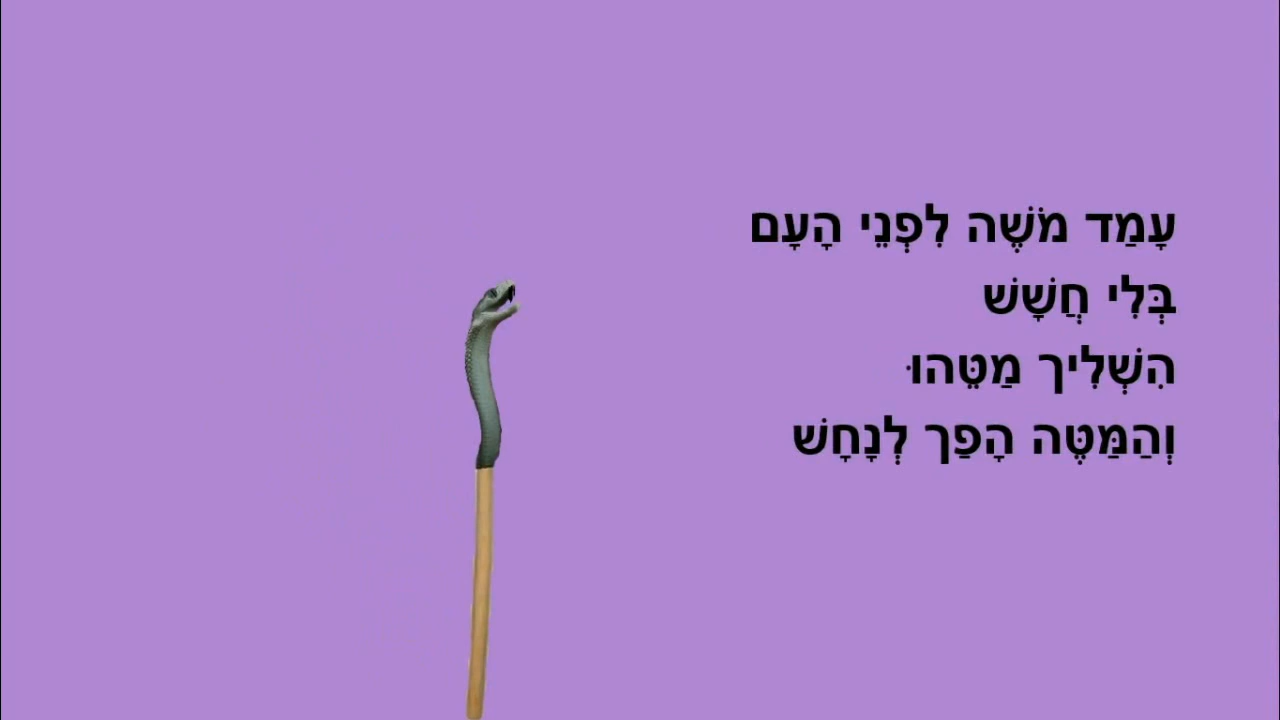 עָמַד מֹשֶׁה לִפְנֵי הָעָם
בְּלִי חֲשָׁשׁ
הִשְׁלִיך מַטֵּהוּ
וְהַמַּטֶּה הָפַך לְנָחָשׁ